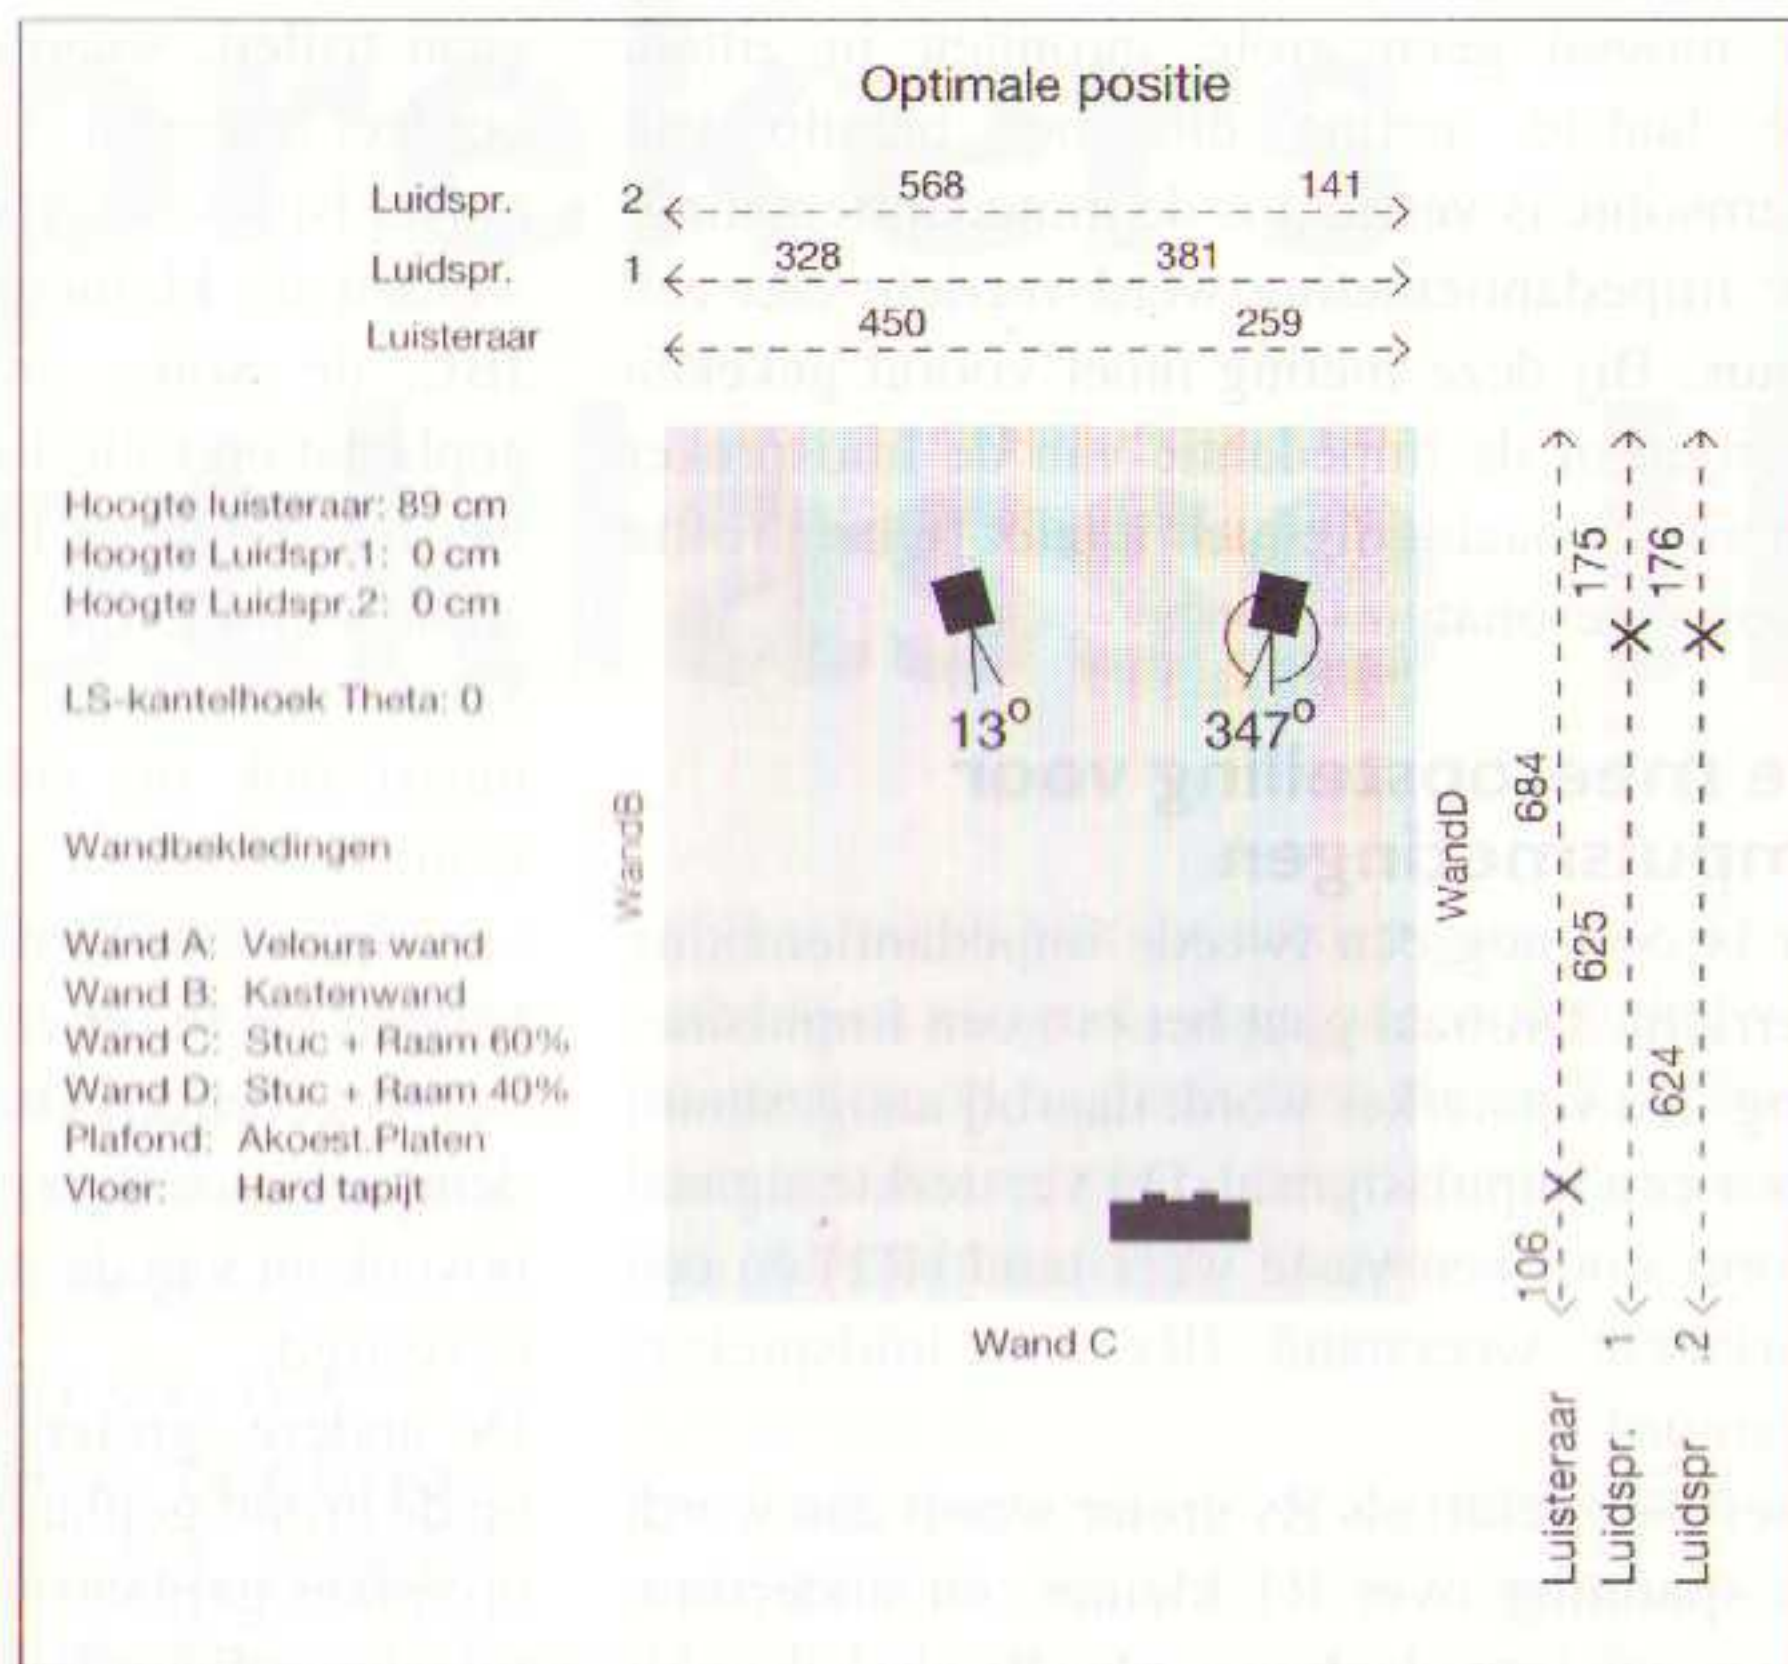 Optimale positie
Luidspr. 2 568 141
Luidspr. 1 328 381
Luisteraar 450 259
Hoogte luisteraar: 89 cm
Hoogte Luidspr.1: 0 cm
Hoogte Luidspr.2: 0 cm
LS-kantelhoek Theta: 0
Wandbekledingen
Wand A: Velours wand
Wand B: Kastenwand
Wand C: Stuc + Raam 60%
Wand D: Stuc + Raam 40%
Plafond: Akoest.Platen
Vloer: Hard tapijt
13°
347°
WandB
WandD
Wand C
175
176
684
625
624
106
Luisteraar
Luidspr. 1
Luidspr .2